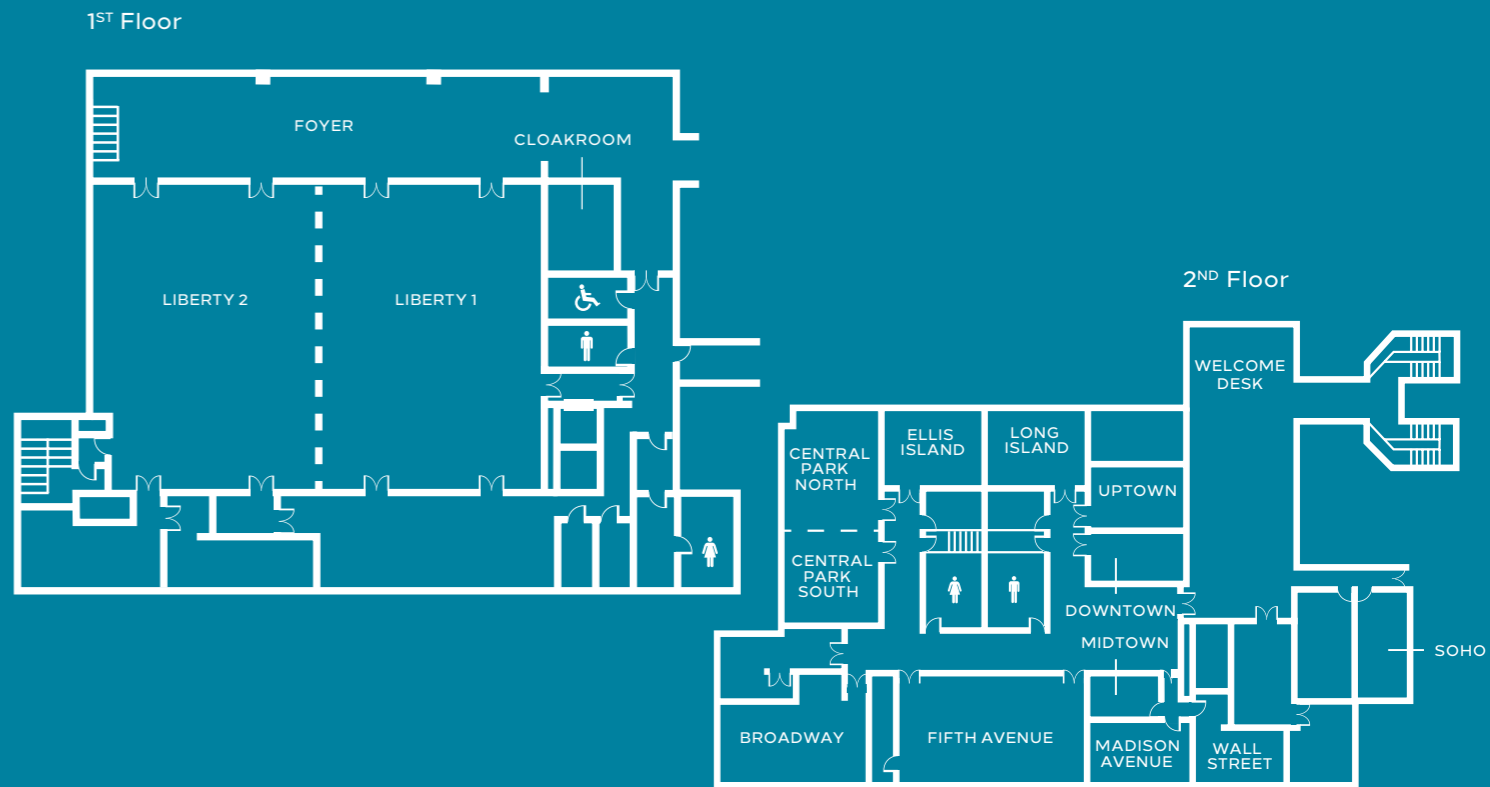 1ST Floor
FOYER
CLOAKROOM
LIBERTY 2
LIBERTY 1
2ND Floor
WELCOME
DESK
ELLIS
ISLAND
LONG
ISLAND
CENTRAL
PARK
NORTH
UPTOWN
CENTRAL
PARK
SOUTH
DOWNTOWN
MIDTOWN
SOHO
BROADWAY
FIFTH AVENUE
MADISON
AVENUE
WALL
STREET